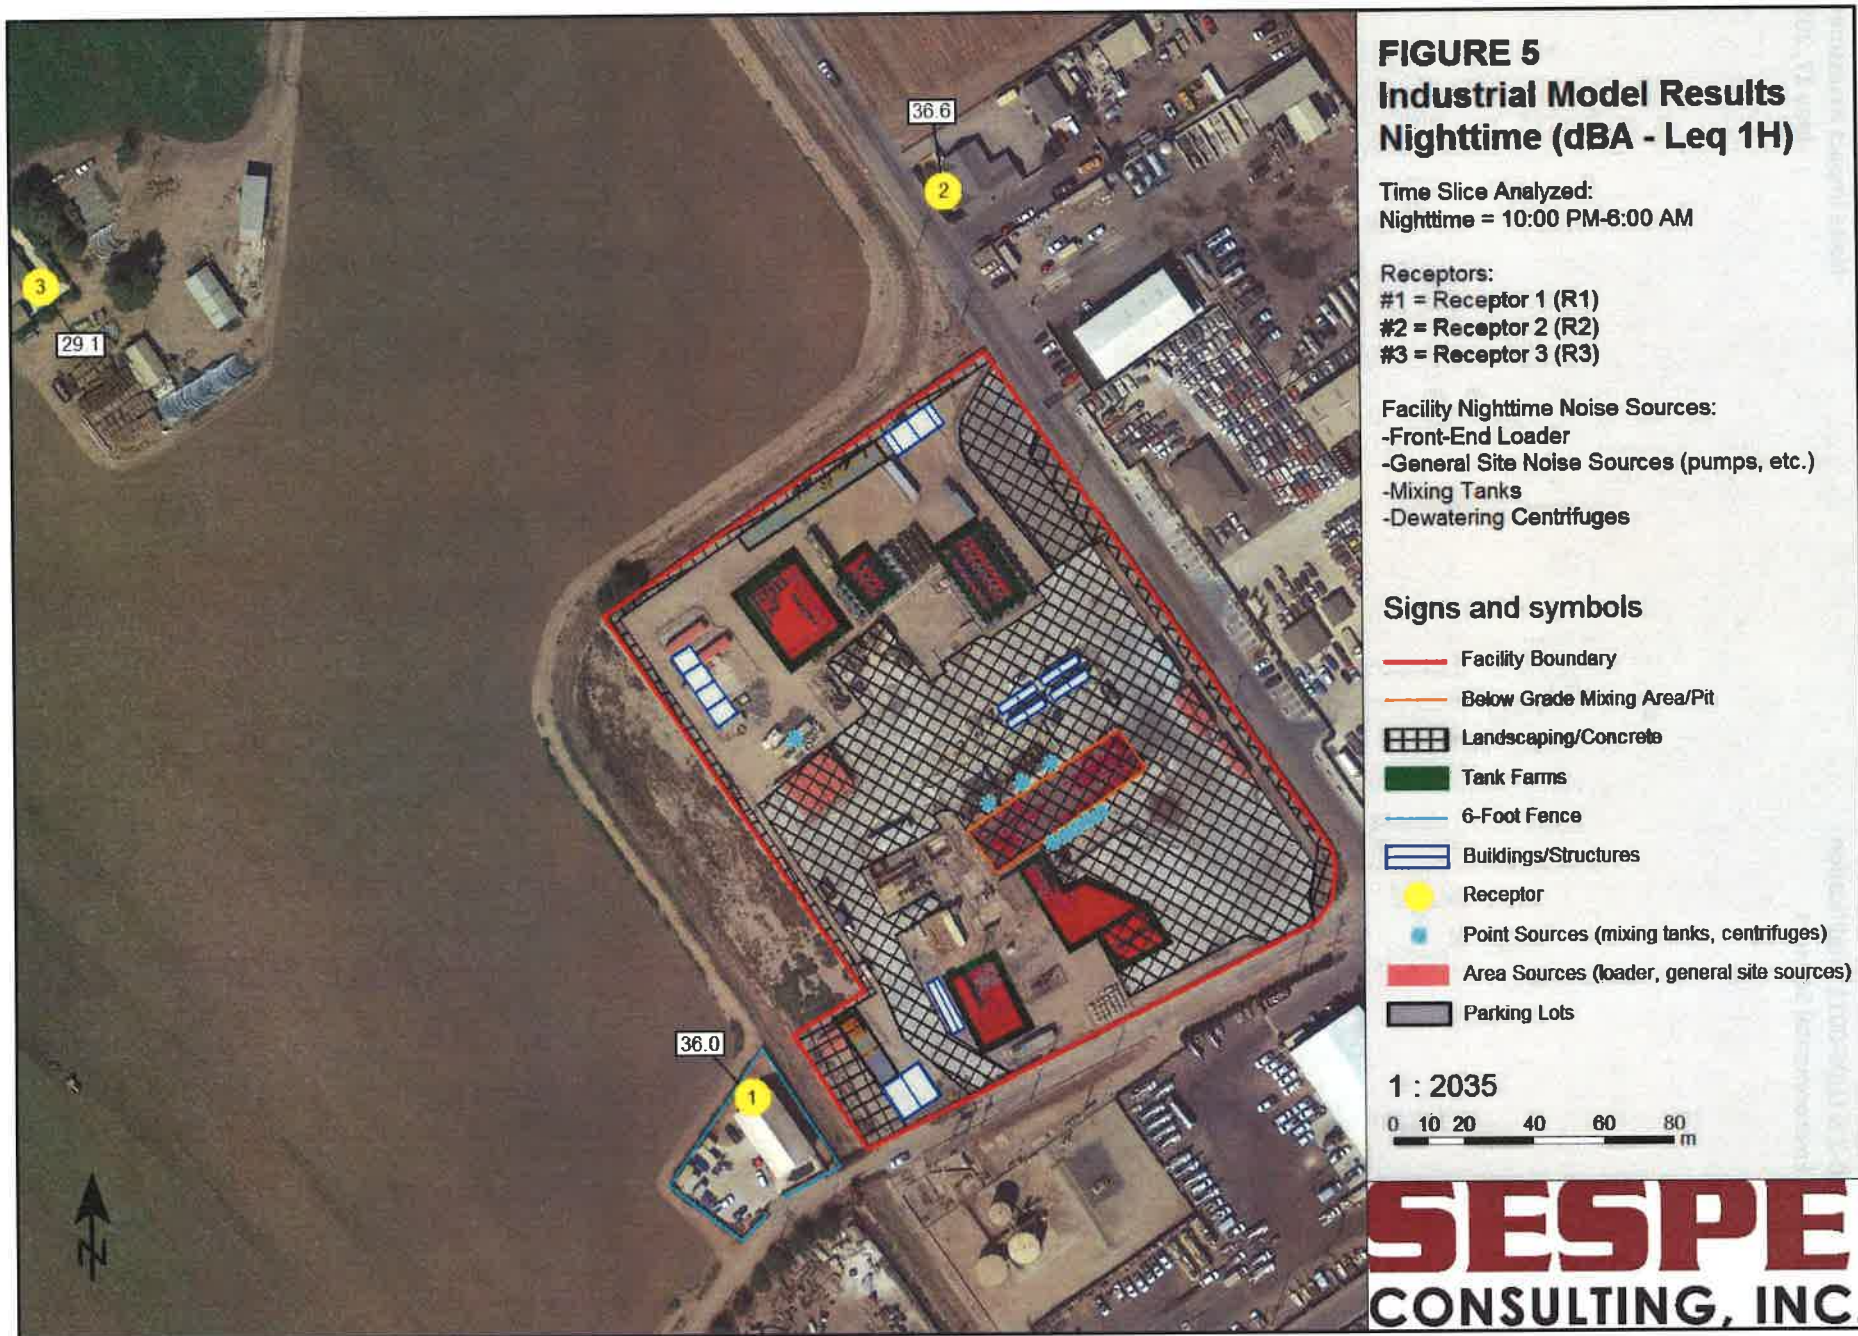 FIGURE 5
Industrial Model Results
Nighttime (dBA - Leq 1H)
Time Slice Analyzed:
Nighttime = 10:00 PM-6:00 AM
Receptors:
#1 = Receptor 1 (R1)
#2 = Receptor 2 (R2)
#3 = Receptor 3 (R3)
Facility Nighttime Noise Sources:
-Front-End Loader
-General Site Noise Sources (pumps, etc.)
-Mixing Tanks
-Dewatering Centrifuges
Signs and symbols
Facility Boundary
Below Grade Mixing Area/Pit
Landscaping/Concrete
Tank Farms
6-Foot Fence
Buildings/Structures
Receptor
Point Sources (mixing tanks, centrifuges)
Area Sources (loader, general site sources)
Parking Lots
1 : 2035
0 10 20 40 60 80
m
SESPE
CONSULTING, INC.
36.6
2
3
29.1
36.0
1
N